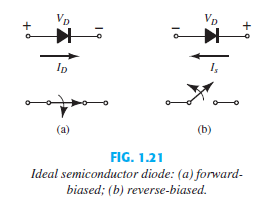 + V_D − − V_D +
I_D I_s
(a) (b)
FIG. 1.21
Ideal semiconductor diode: (a) forward-
biased; (b) reverse-biased.